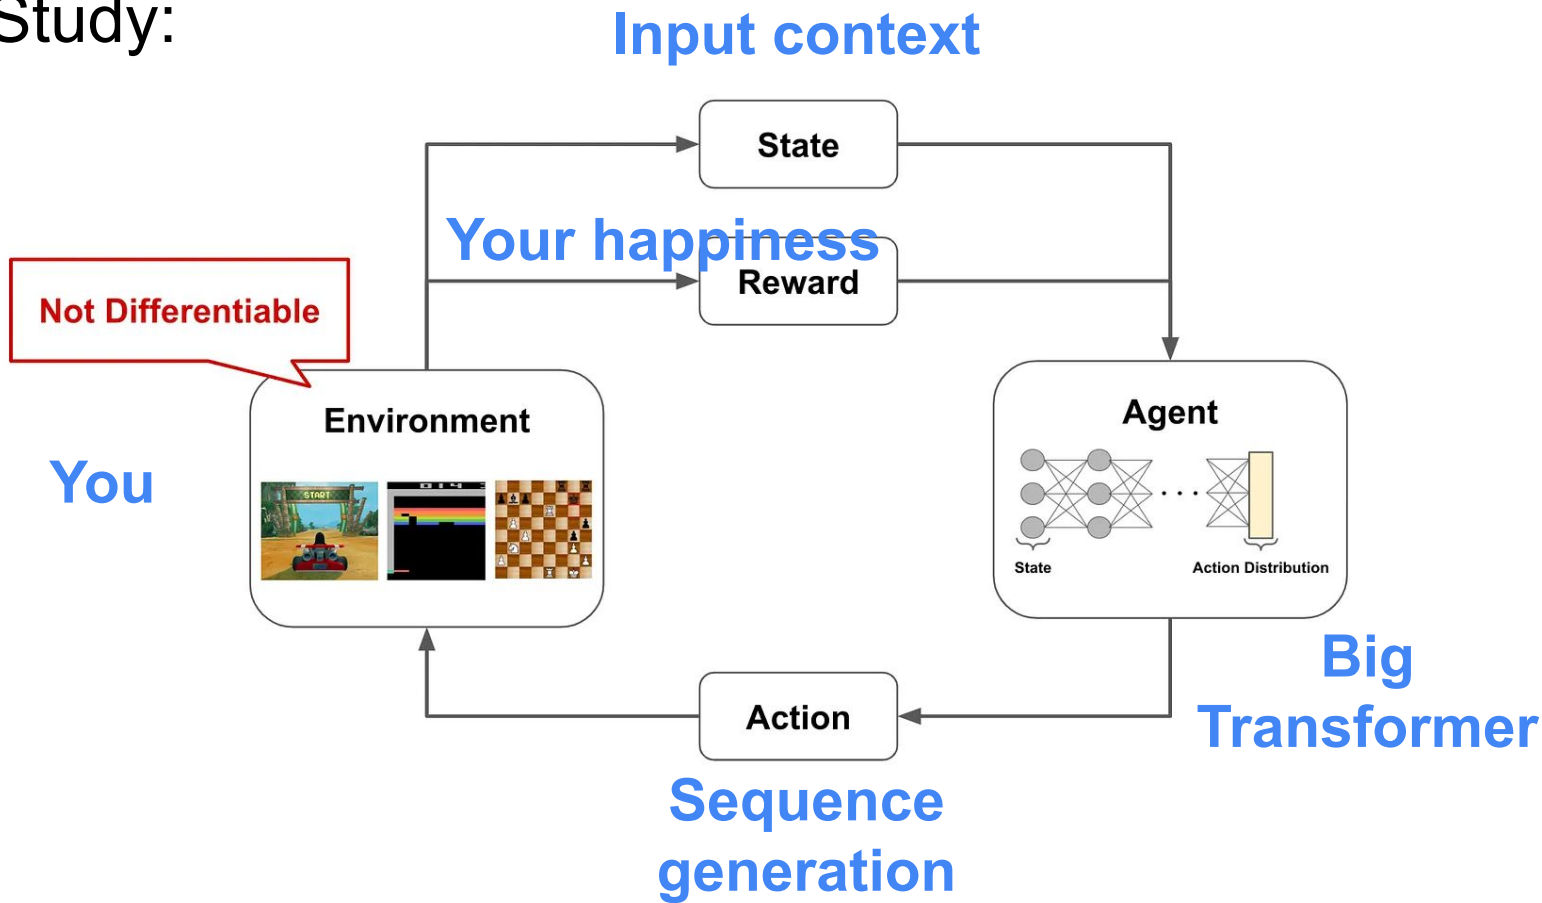 Study:
Input context
State
Your happiness
Reward
Not Differentiable
Environment
START
You
Agent
State
Action Distribution
Big
Transformer
Action
Sequence
generation